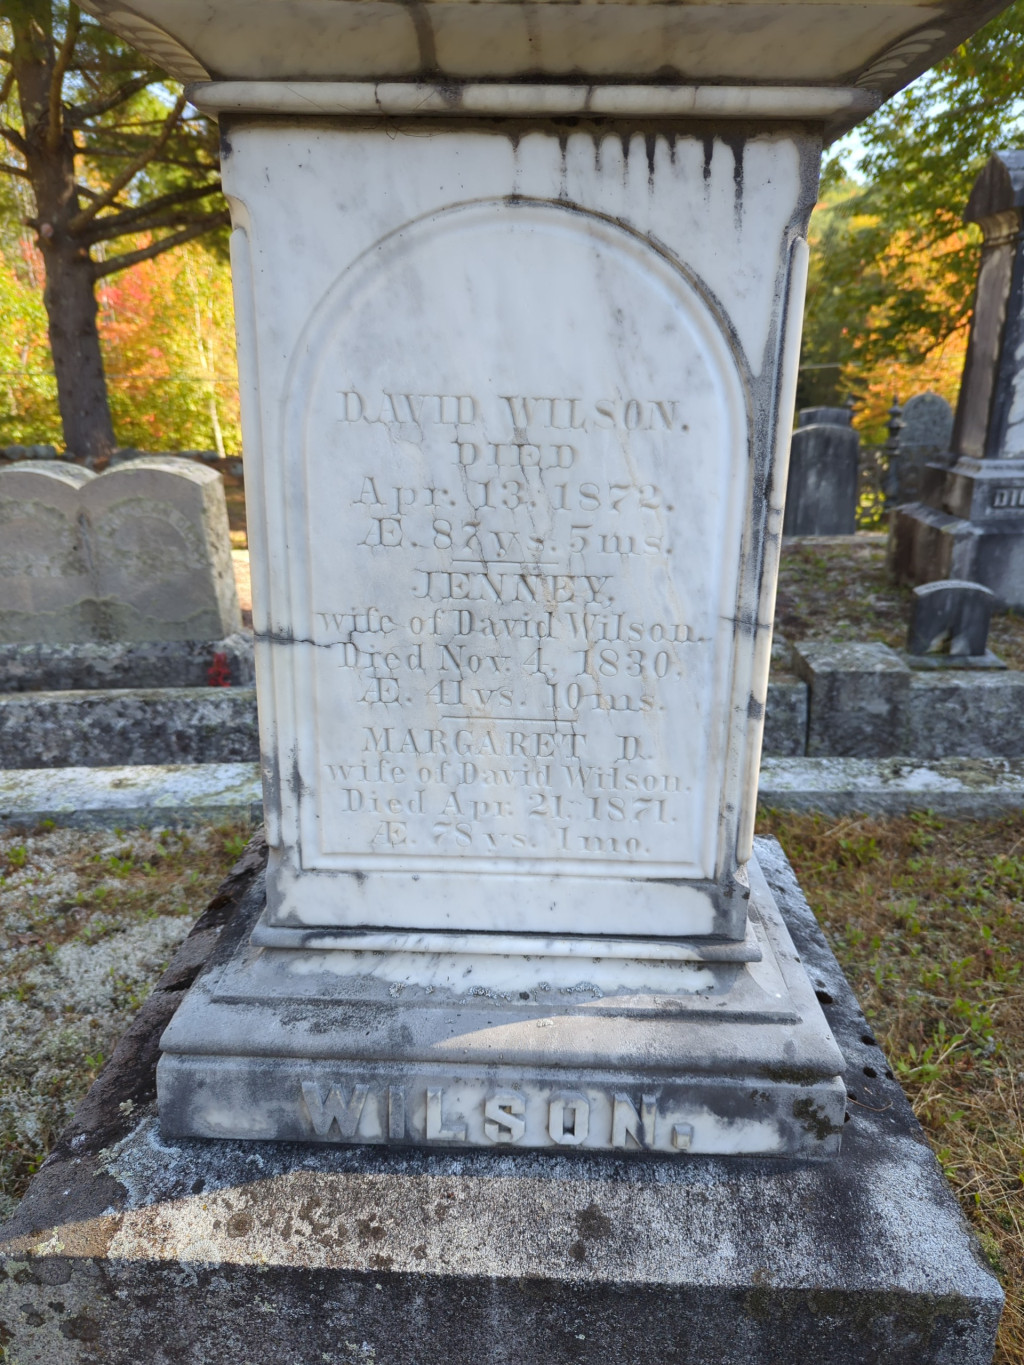 DAVID WILSON.
DIED
Apr. 13. 1872.
Æ. 87 ys. 5 ms.
JENNEY,
wife of David Wilson.
Died Nov. 4, 1830.
Æ. 41 ys. 10 ms.
MARGARET D.
wife of David Wilson.
Died Apr. 21, 1871.
Æ. 78 ys. 1 mo.
WILSON.